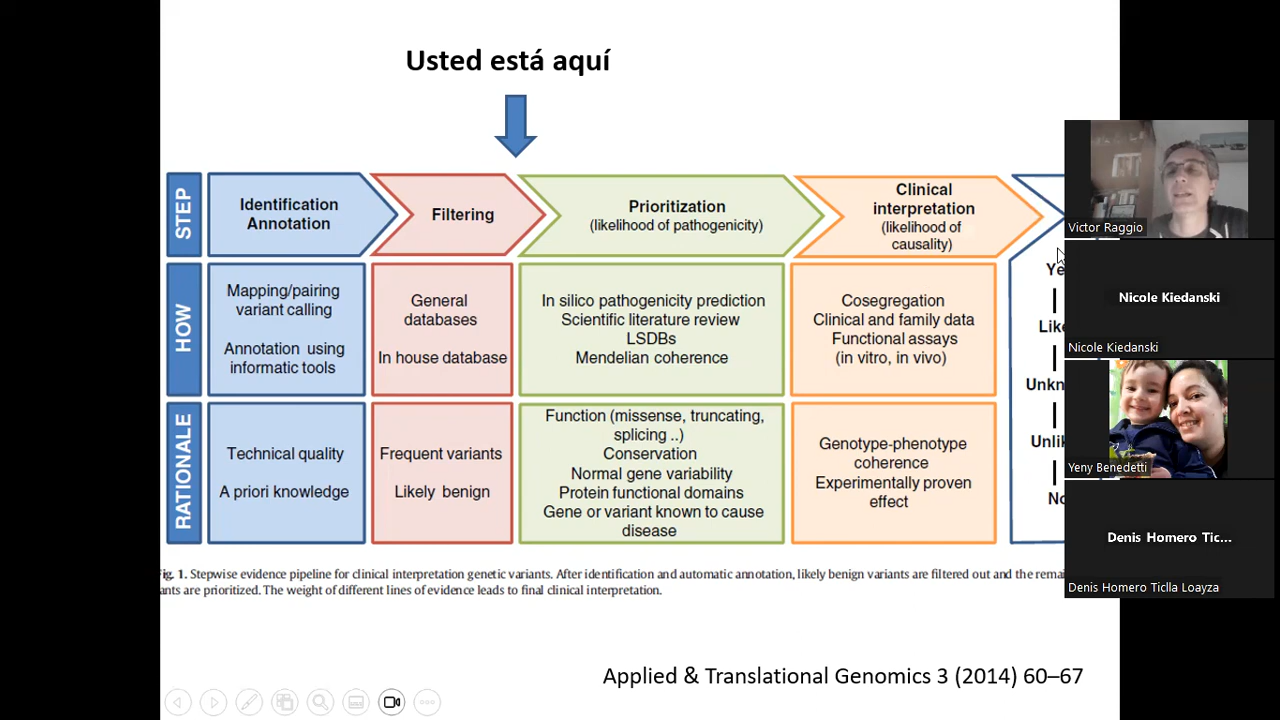 Usted está aquí
STEP
Identification
Annotation
Filtering
Prioritization
(likelihood of pathogenicity)
Clinical
interpretation
(likelihood of
causality)
HOW
Mapping/pairing
variant calling
Annotation using
informatic tools
General
databases
In house database
In silico pathogenicity prediction
Scientific literature review
LSDBs
Mendelian coherence
Cosegregation
Clinical and family data
Functional assays
(in vitro, in vivo)
RATIONALE
Technical quality
A priori knowledge
Frequent variants
Likely benign
Function (missense, truncating,
splicing ..)
Conservation
Normal gene variability
Protein functional domains
Gene or variant known to cause
disease
Genotype-phenotype
coherence
Experimentally proven
effect
Ye
Like
Unkn
Unlik
No
ig. 1. Stepwise evidence pipeline for clinical interpretation genetic variants. After identification and automatic annotation, likely benign variants are filtered out and the remai
ants are prioritized. The weight of different lines of evidence leads to final clinical interpretation.
Applied & Translational Genomics 3 (2014) 60–67
Victor Raggio
Nicole Kiedanski
Nicole Kiedanski
Yeny Benedetti
Denis Homero Tic...
Denis Homero Ticlla Loayza